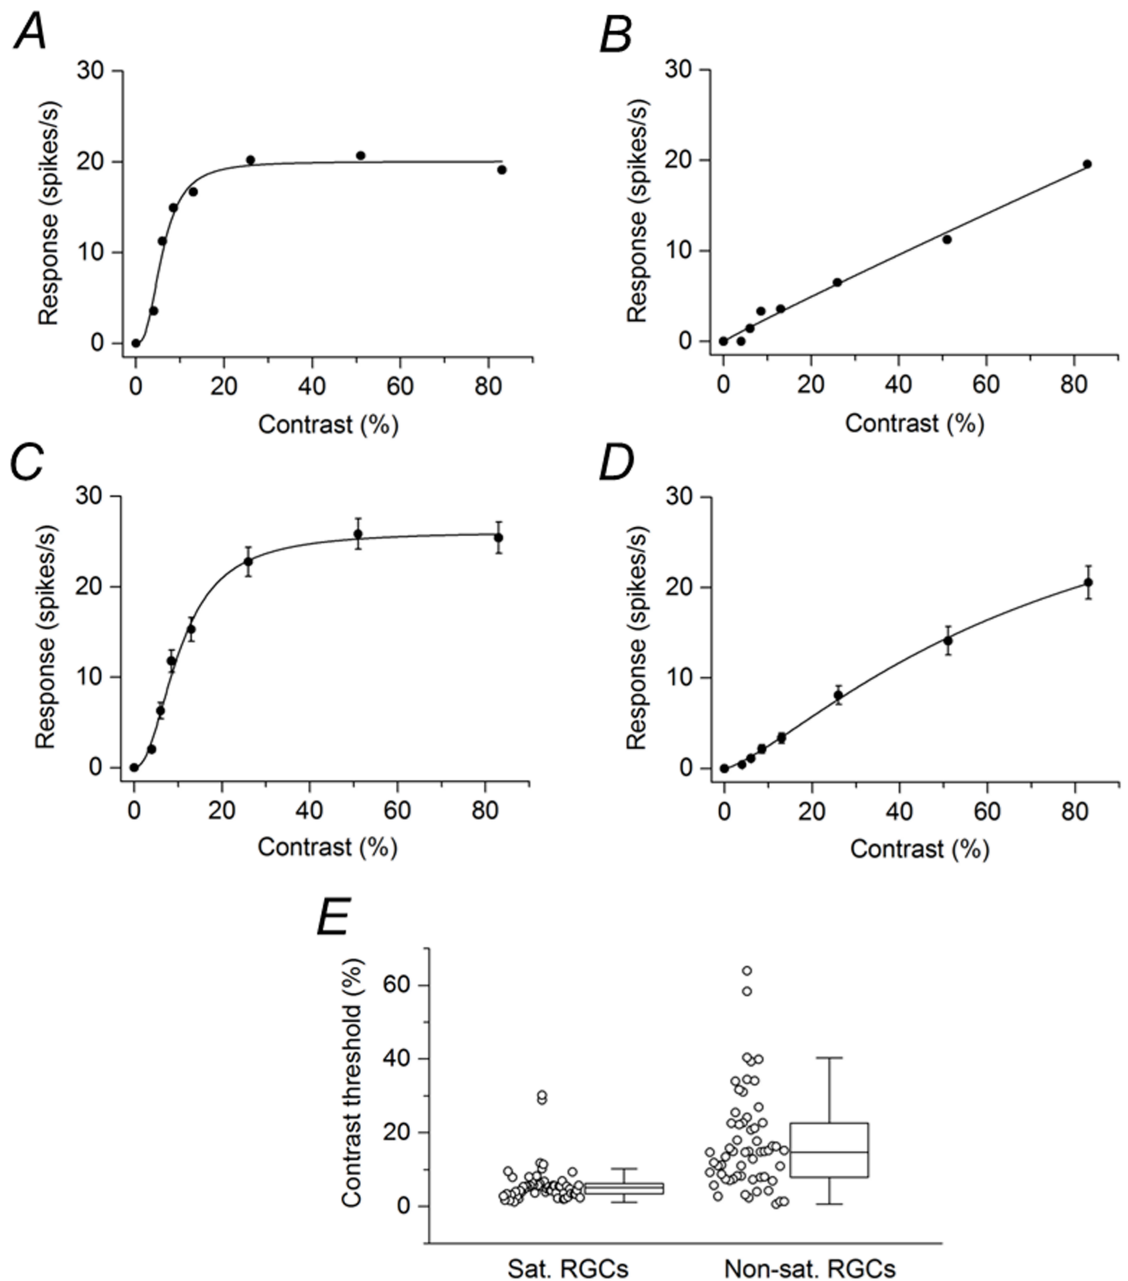 A
B
30
20
10
0
Response (spikes/s)
0 20 40 60 80
Contrast (%)
30
20
10
0
Response (spikes/s)
0 20 40 60 80
Contrast (%)
C
D
30
20
10
0
Response (spikes/s)
0 20 40 60 80
Contrast (%)
30
20
10
0
Response (spikes/s)
0 20 40 60 80
Contrast (%)
E
60
40
20
0
Contrast threshold (%)
Sat. RGCs Non-sat. RGCs